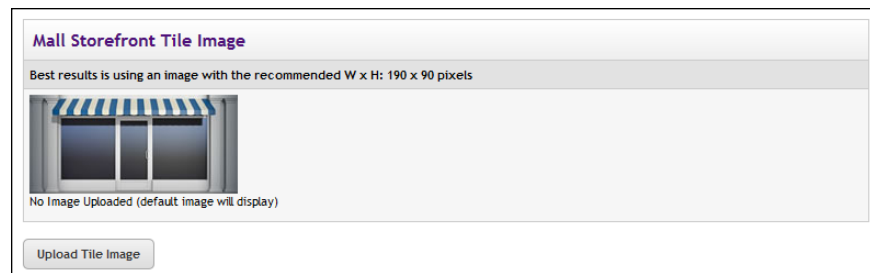 Mall Storefront Tile Image
Best results is using an image with the recommended W x H: 190 x 90 pixels
No Image Uploaded (default image will display)
Upload Tile Image